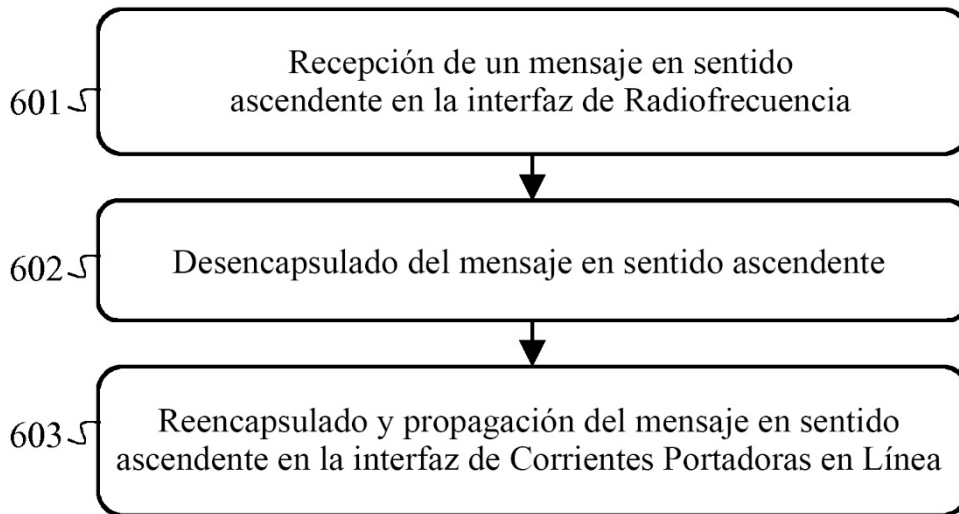 601
Recepción de un mensaje en sentido
ascendente en la interfaz de Radiofrecuencia
602
Desencapsulado del mensaje en sentido ascendente
603
Reencapsulado y propagación del mensaje en sentido
ascendente en la interfaz de Corrientes Portadoras en Línea